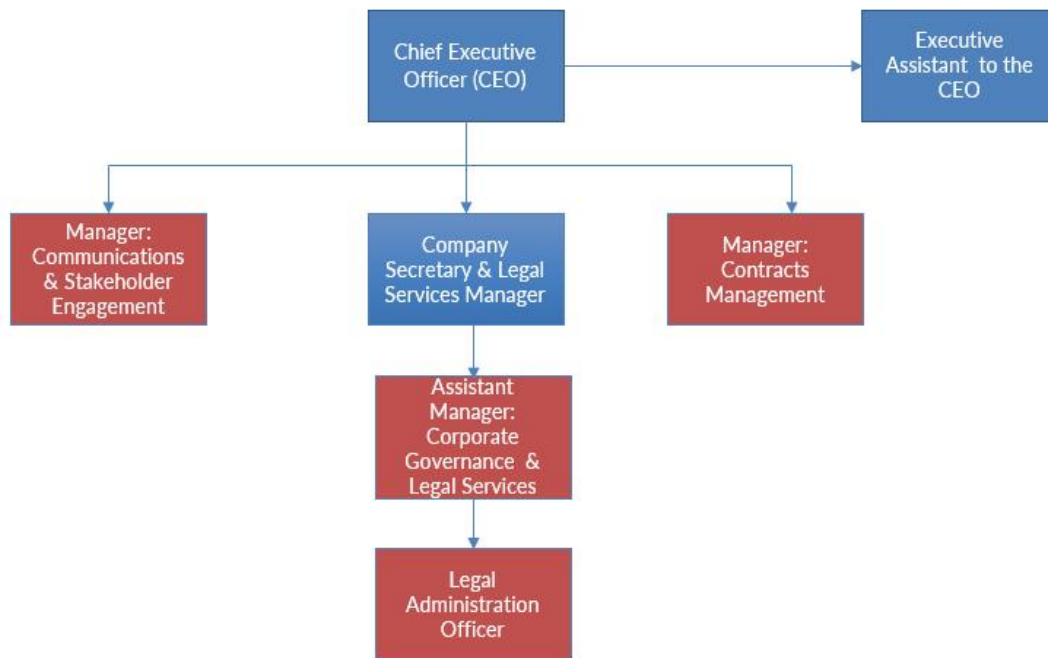 Chief Executive
Officer (CEO)
Executive
Assistant to the
CEO
Manager:
Communications
& Stakeholder
Engagement
Company
Secretary & Legal
Services Manager
Manager:
Contracts
Management
Assistant
Manager:
Corporate
Governance &
Legal Services
Legal
Administration
Officer